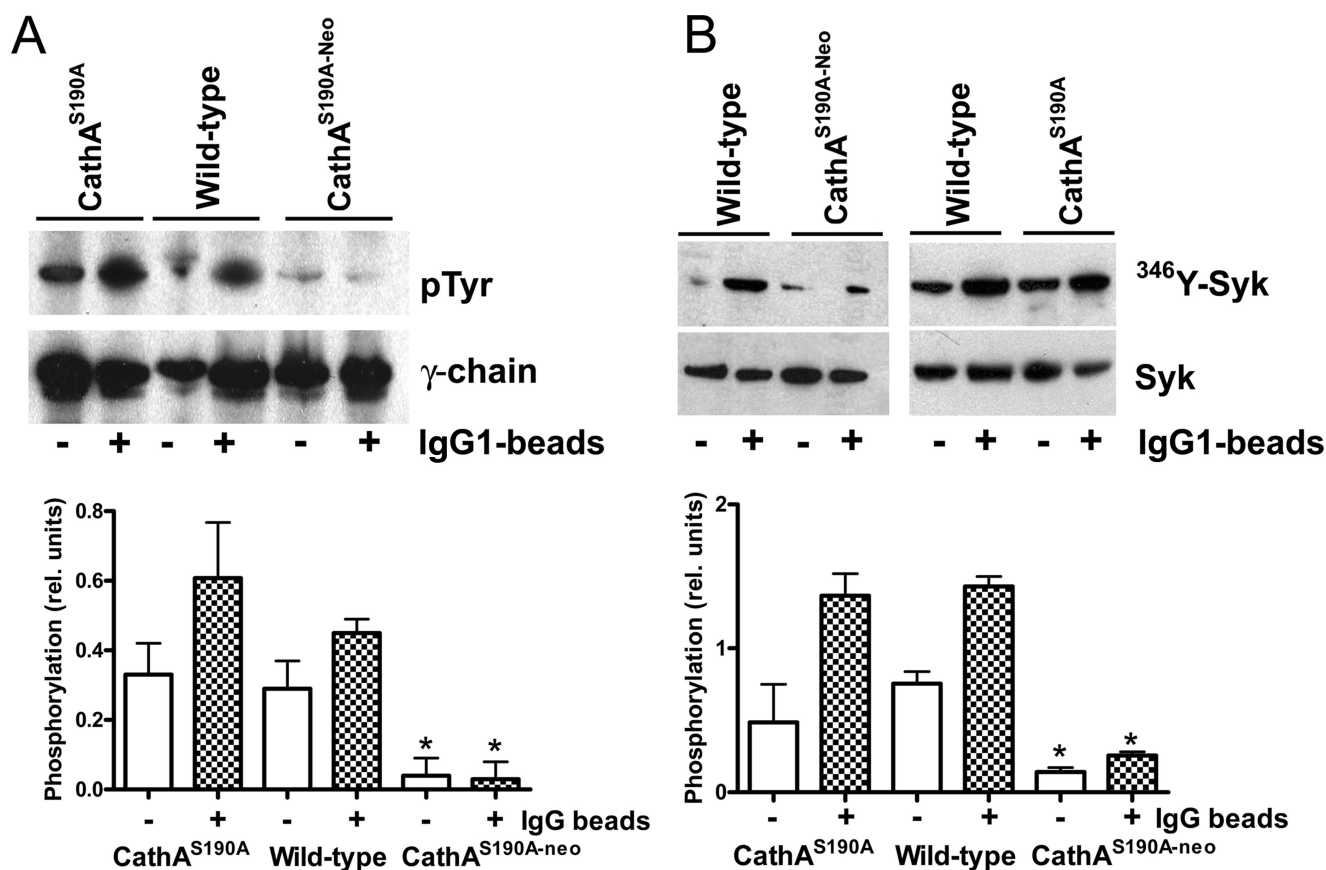 A
CathA^S190A
Wild-type
CathA^S190A-Neo
pTyr
γ-chain
- + - + - + IgG1-beads
Phosphorylation (rel. units)
0.8
0.6
0.4
0.2
0.0
* *
- + - + - + IgG beads
CathA^S190A Wild-type CathA^S190A-neo
B
Wild-type
CathA^S190A-Neo
Wild-type
CathA^S190A
^346Y-Syk
Syk
- + - + - + - + IgG1-beads
Phosphorylation (rel. units)
2
1
0
* *
- + - + - + IgG beads
CathA^S190A Wild-type CathA^S190A-neo